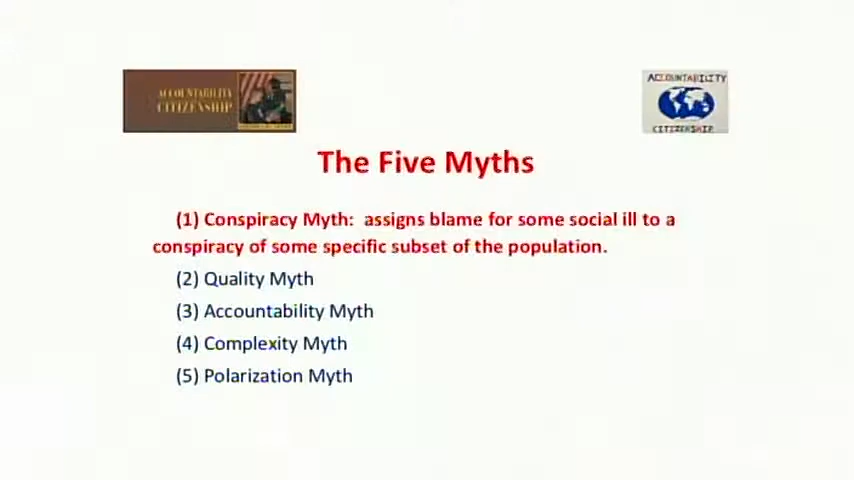 ACCOUNTABILITY
CITIZENSHIP
ACCOUNTABILITY
CITIZENSHIP
The Five Myths
(1) Conspiracy Myth: assigns blame for some social ill to a
conspiracy of some specific subset of the population.
(2) Quality Myth
(3) Accountability Myth
(4) Complexity Myth
(5) Polarization Myth